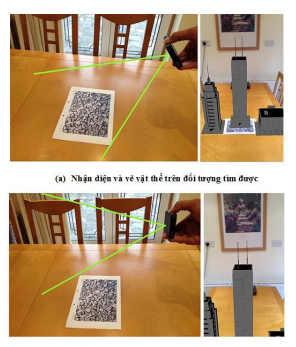 (a) Nhận diện và vẽ vật thể trên đối tượng tìm được